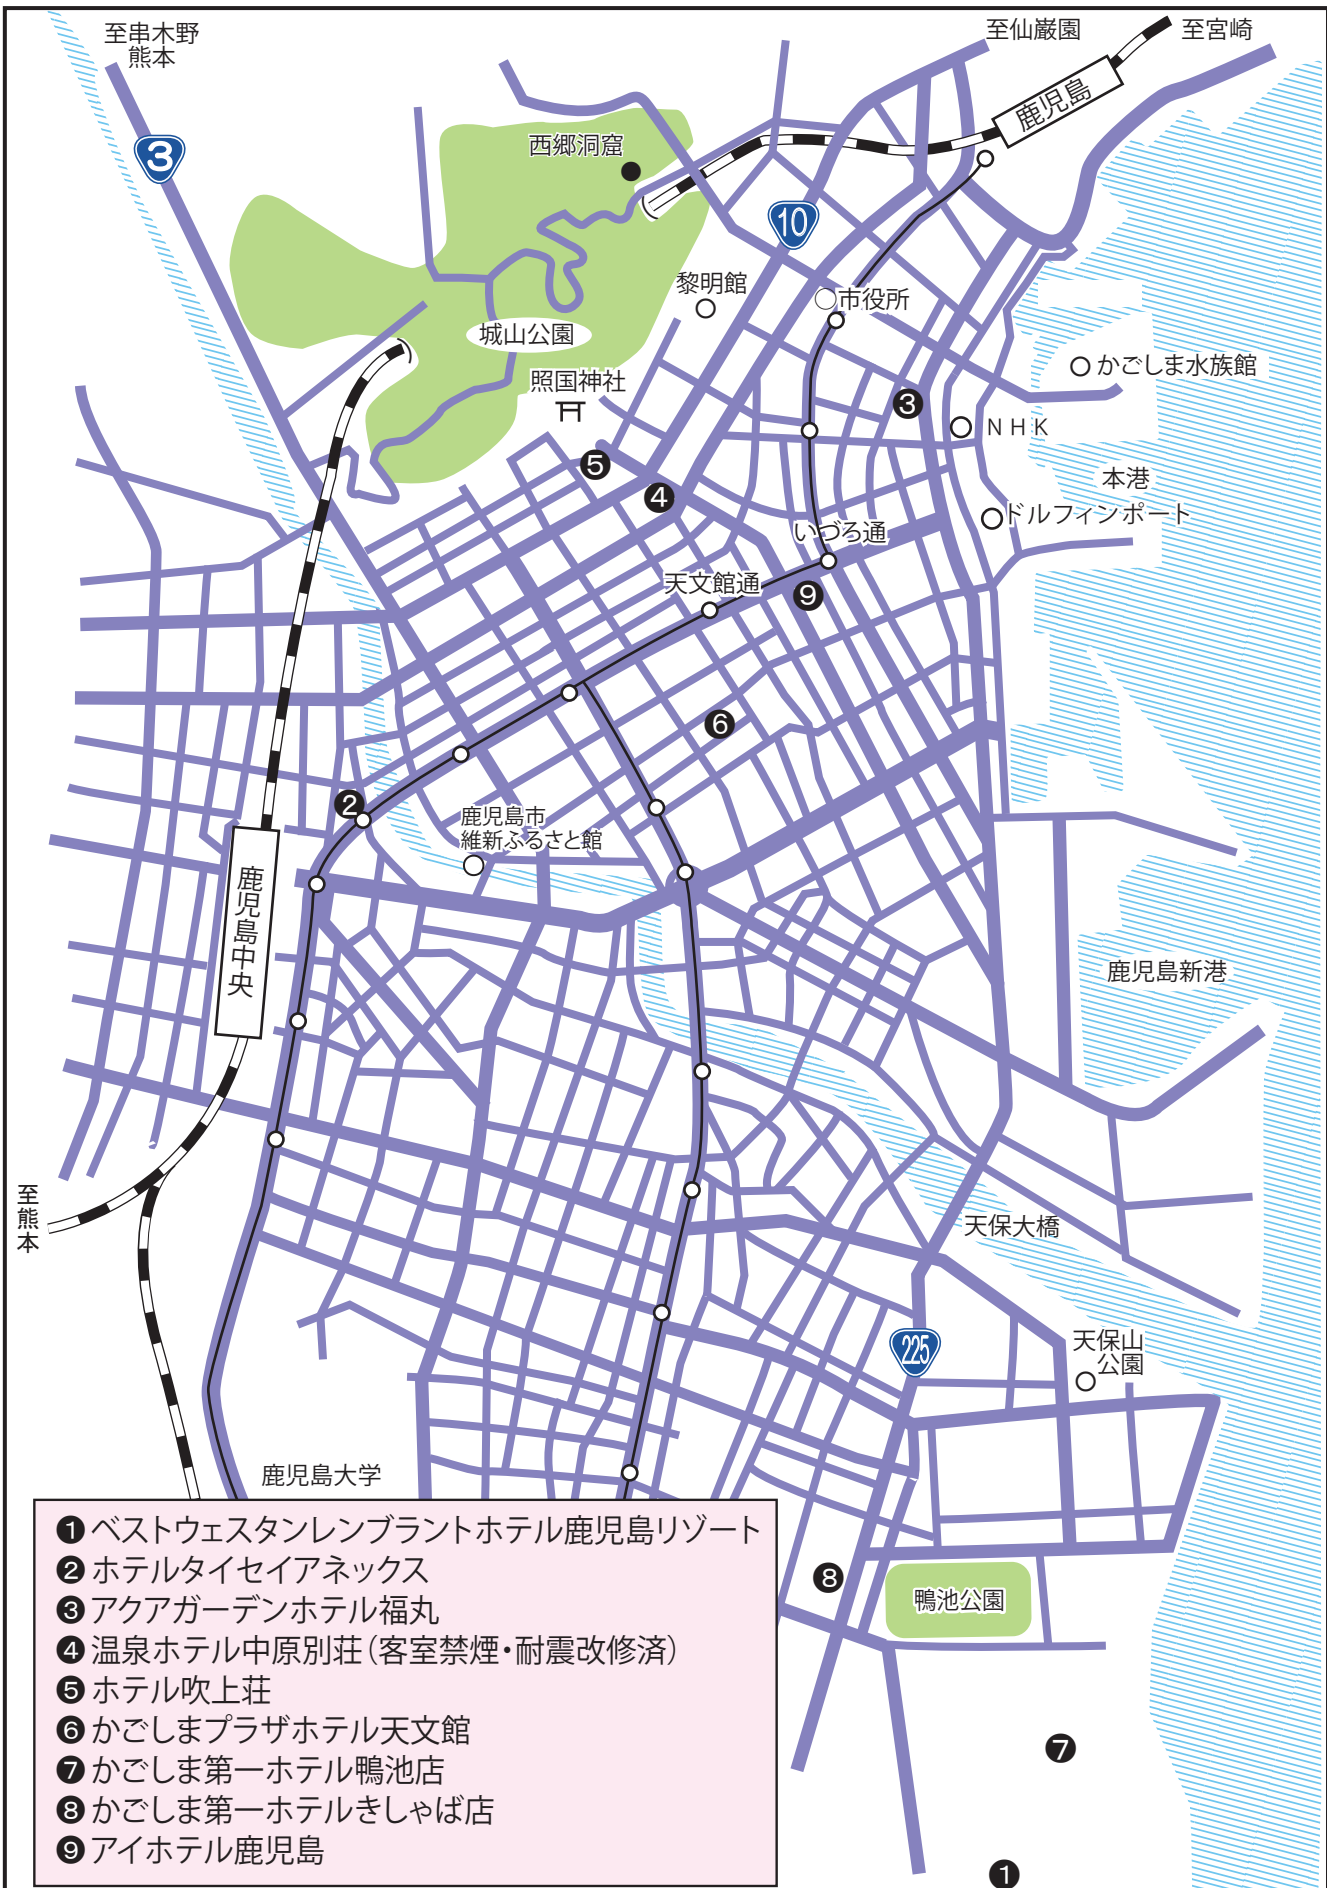 至串木野
熊本
至仙巌園
至宮崎
鹿児島
3
西郷洞窟
10
黎明館
○市役所
城山公園
かごしま水族館
照国神社
3
NHK
5
4
本港
ドルフィンポート
いづろ通
天文館通
9
6
2
鹿児島市
維新ふるさと館
鹿児島中央
鹿児島新港
至熊本
天保大橋
225
天保山
公園
鹿児島大学
8
鴨池公園
7
1
❶ベストウェスタンレンブラントホテル鹿児島リゾート
❷ホテルタイセイアネックス
❸アクアガーデンホテル福丸
❹温泉ホテル中原別荘(客室禁煙・耐震改修済)
❺ホテル吹上荘
❻かごしまプラザホテル天文館
❼かごしま第一ホテル鴨池店
❽かごしま第一ホテルきしゃば店
❾アイホテル鹿児島